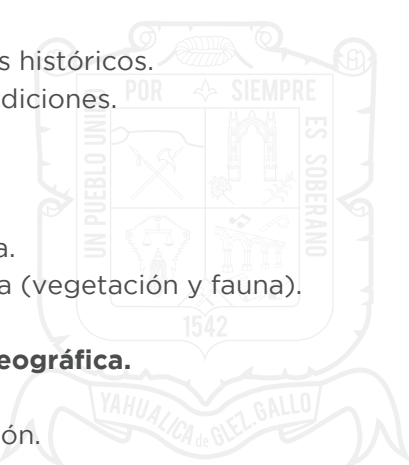 s históricos.
diciones.
POR SIEMPRE
UN PUEBLO UNIDO
ES SOBERANO
a.
a (vegetación y fauna).
1542
eográfica.
YAHUALICA de GLEZ. GALLO
ón.